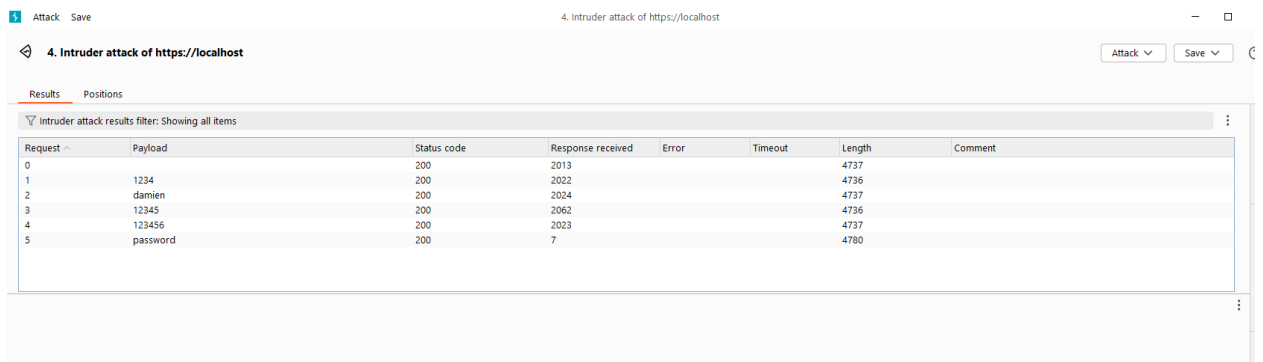 Attack Save 4. Intruder attack of https://localhost
4. Intruder attack of https://localhost Attack Save
Results Positions
Intruder attack results filter: Showing all items
Request Payload Status code Response received Error Timeout Length Comment
0 200 2013 4737
1 1234 200 2022 4736
2 damien 200 2024 4737
3 12345 200 2062 4736
4 123456 200 2023 4737
5 password 200 7 4780